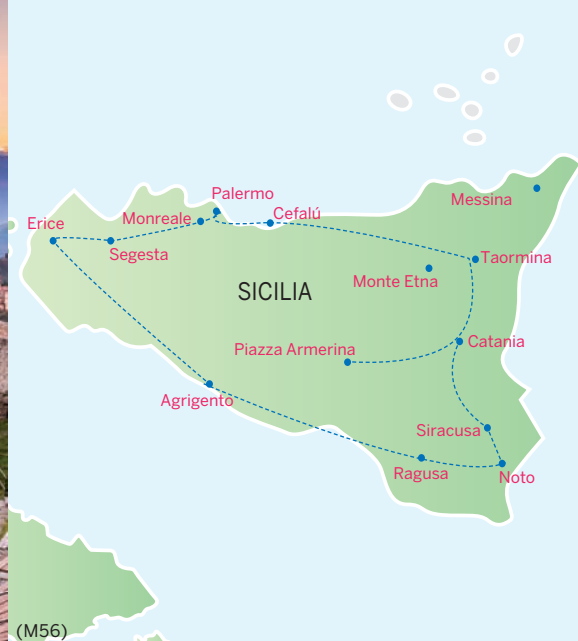 Messina
Palermo
Cefalú
Monreale
Erice
Segesta
Taormina
Monte Etna
SICILIA
Catania
Piazza Armerina
Agrigento
Siracusa
Ragusa
Noto
(M56)